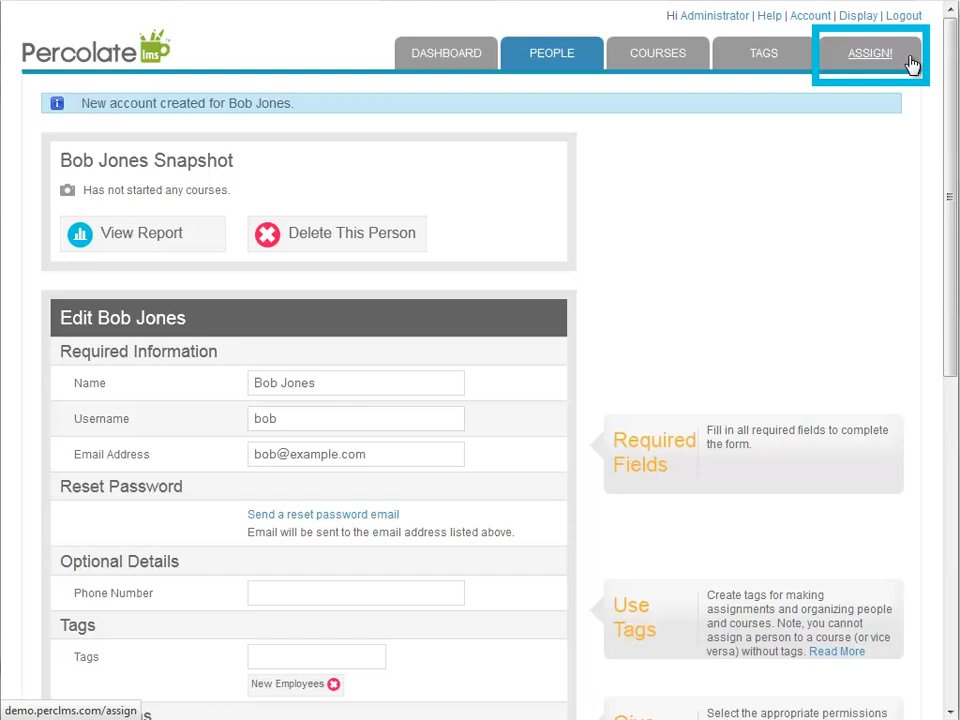 Hi Administrator | Help | Account | Display | Logout
Percolate lms™
DASHBOARD
PEOPLE
COURSES
TAGS
ASSIGN!
New account created for Bob Jones.
Bob Jones Snapshot
Has not started any courses.
View Report
Delete This Person
Edit Bob Jones
Required Information
Name
Bob Jones
Username
bob
Email Address
bob@example.com
Required Fields
Fill in all required fields to complete
the form.
Reset Password
Send a reset password email
Email will be sent to the email address listed above.
Optional Details
Phone Number
Use Tags
Create tags for making
assignments and organizing people
and courses. Note, you cannot
assign a person to a course (or vice
versa) without tags. Read More
Tags
Tags
New Employees
Select the appropriate permissions
demo.perclms.com/assign